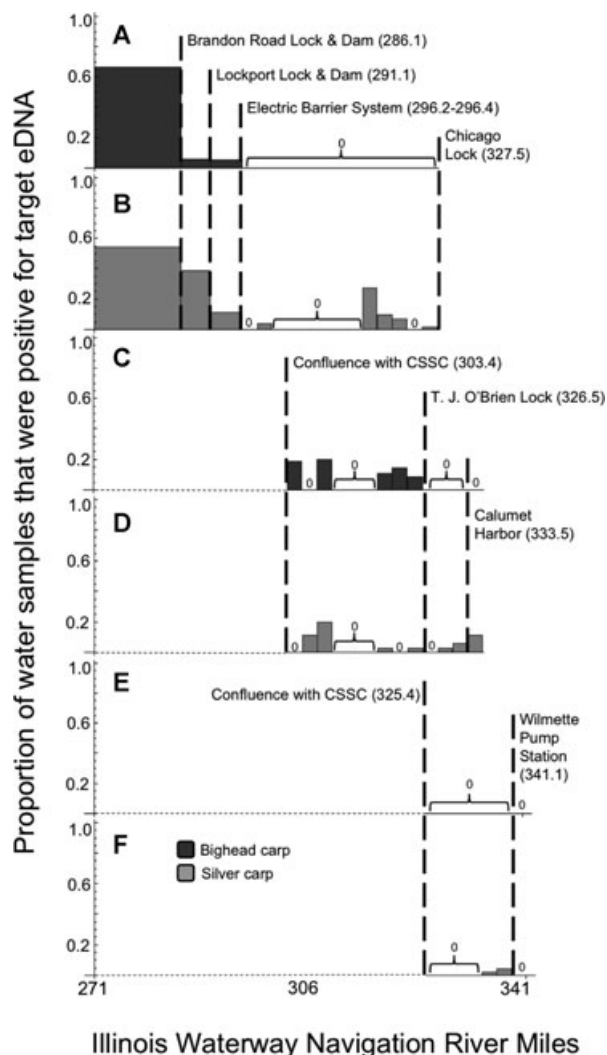 Proportion of water samples that were positive for target eDNA
A
1.0
0.6
0.2
Brandon Road Lock & Dam (286.1)
Lockport Lock & Dam (291.1)
Electric Barrier System (296.2-296.4)
0
Chicago
Lock (327.5)
B
1.0
0.6
0.2
0
0
0
C
1.0
0.6
0.2
Confluence with CSSC (303.4)
T. J. O'Brien Lock (326.5)
0
0
0
0
D
1.0
0.6
0.2
Calumet
Harbor (333.5)
0
0
0
0
0
E
1.0
0.6
0.2
Confluence with CSSC (325.4)
Wilmette
Pump
Station
(341.1)
0
0
F
1.0
0.6
0.2
Bighead carp
Silver carp
0
0
271
306
341
Illinois Waterway Navigation River Miles